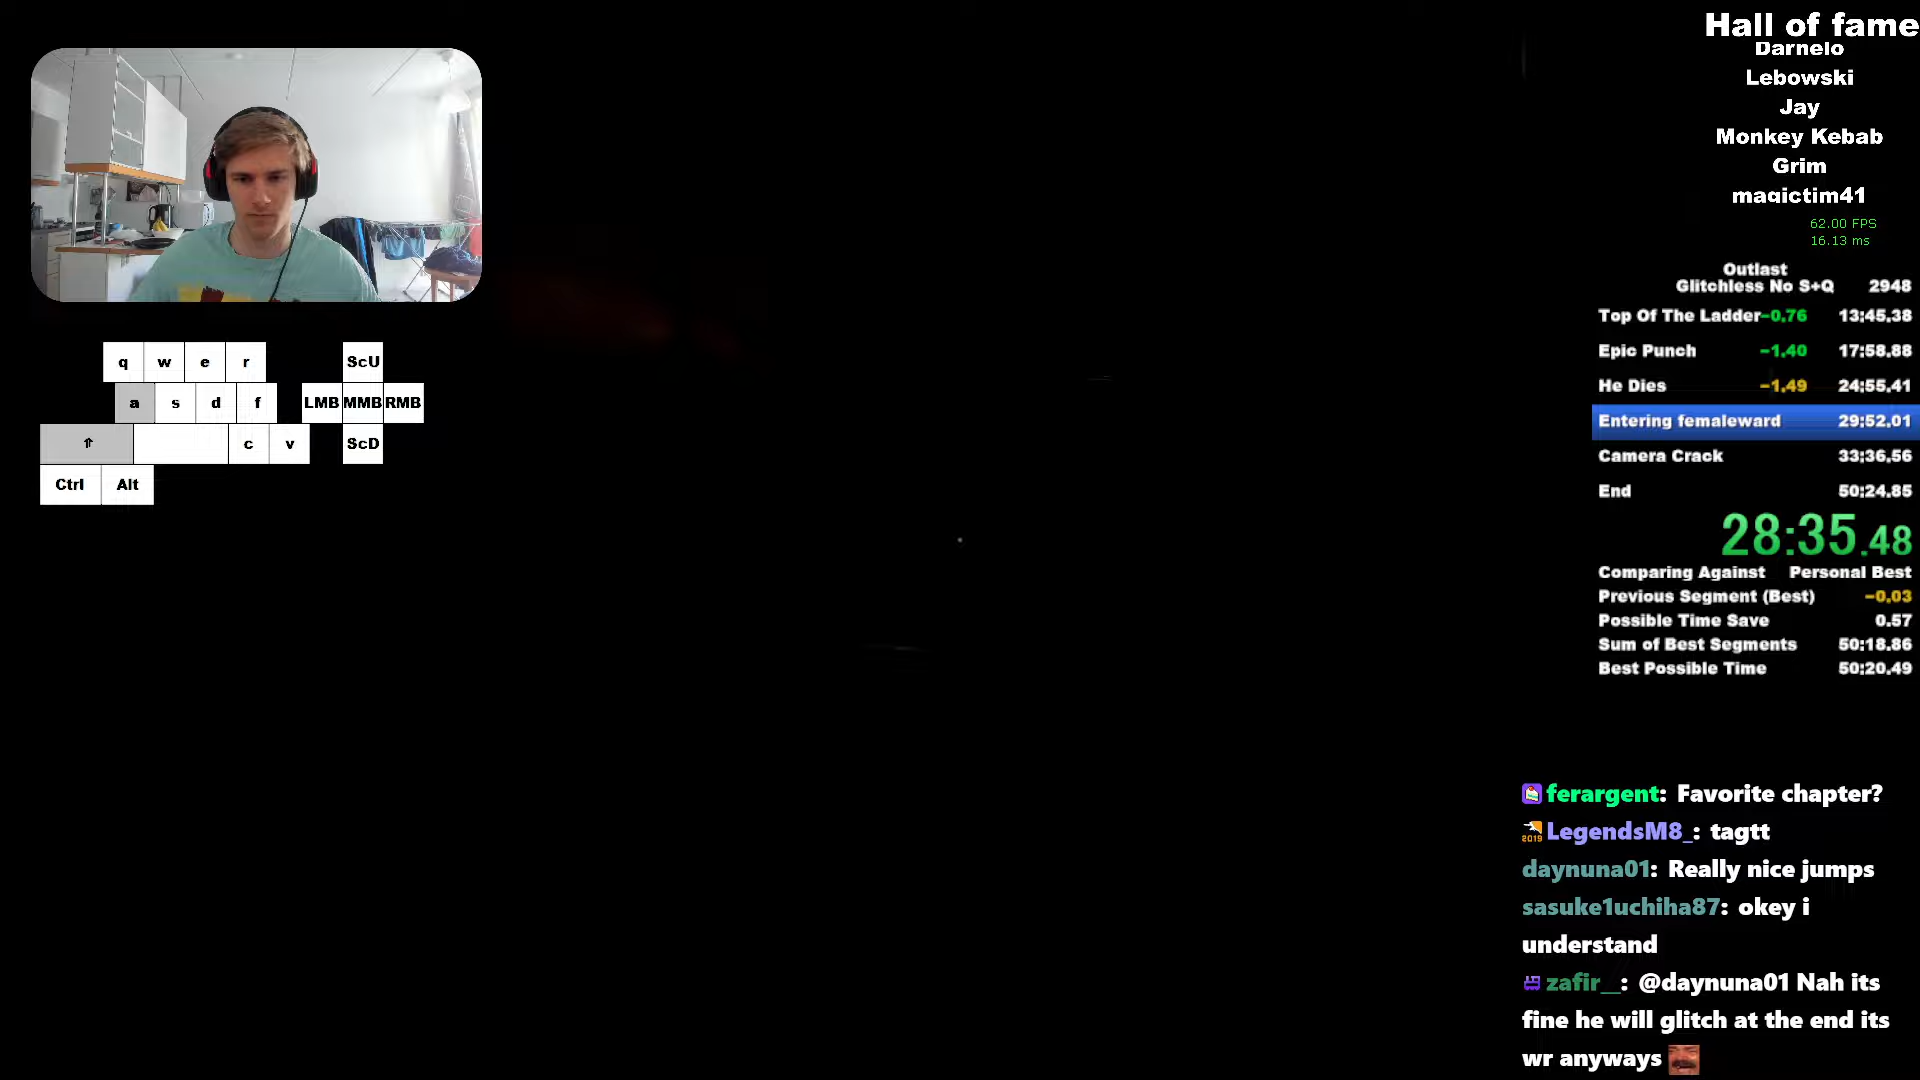 Hall of fame
Darnelo
Lebowski
Jay
Monkey Kebab
Grim
magictim41
62.00 FPS
16.13 ms
Outlast
Glitchless No S+Q 2948
Top Of The Ladder -0.76 13:45.38
Epic Punch -1.40 17:58.88
He Dies -1.49 24:55.41
Entering femaleward 29:52.01
Camera Crack 33:36.56
End 50:24.85
28:35.48
Comparing Against Personal Best
Previous Segment (Best) -0.03
Possible Time Save 0.57
Sum of Best Segments 50:18.86
Best Possible Time 50:20.49
q w e r ScU
a s d f LMB MMB RMB
⇧ c v ScD
Ctrl Alt
ferargent: Favorite chapter?
2019 LegendsM8_: tagtt
daynuna01: Really nice jumps
sasuke1uchiha87: okey i
understand
zafir__: @daynuna01 Nah its
fine he will glitch at the end its
wr anyways